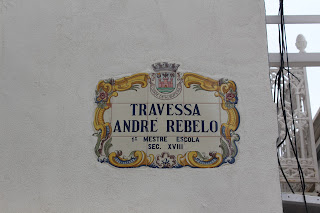 TRAVESSA
ANDRÉ REBELO
1º MESTRE ESCOLA
SEC. XVIII